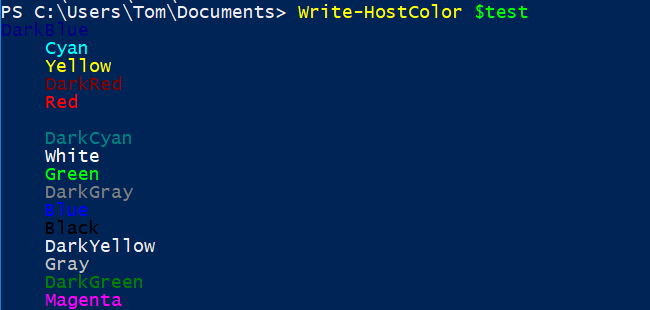 PS C:\Users\Tom\Documents> Write-HostColor $test
DarkBlue
Cyan
Yellow
DarkRed
Red
DarkCyan
White
Green
DarkGray
Blue
Black
DarkYellow
Gray
DarkGreen
Magenta